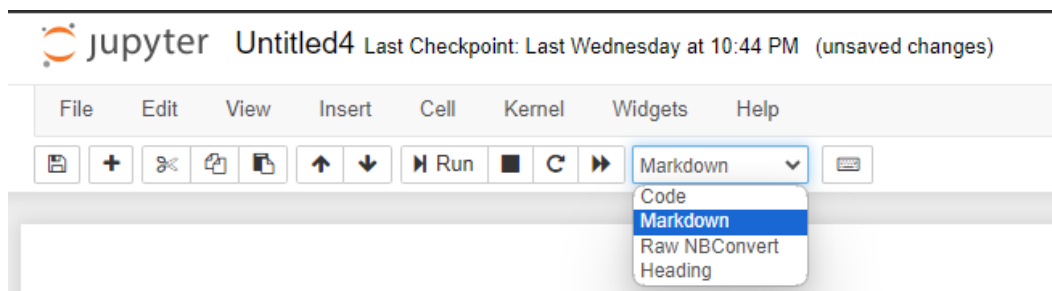 jupyter Untitled4 Last Checkpoint: Last Wednesday at 10:44 PM (unsaved changes)
File Edit View Insert Cell Kernel Widgets Help
Run Markdown
Code
Markdown
Raw NBConvert
Heading